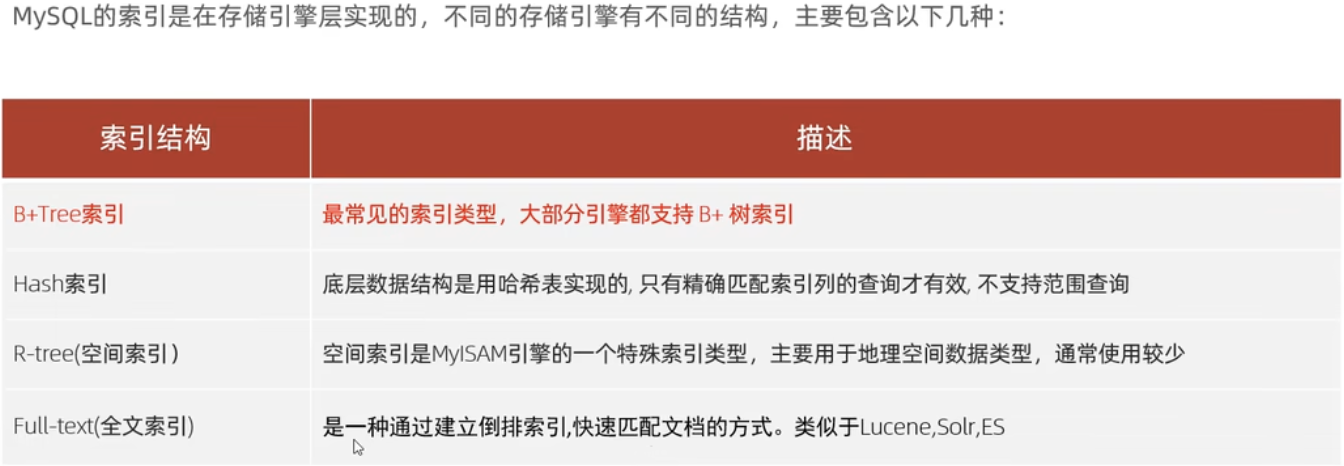 MySQL的索引是在存储引擎层实现的，不同的存储引擎有不同的结构，主要包含以下几种：
索引结构 描述
B+Tree索引 最常见的索引类型，大部分引擎都支持 B+ 树索引
Hash索引 底层数据结构是用哈希表实现的, 只有精确匹配索引列的查询才有效, 不支持范围查询
R-tree(空间索引） 空间索引是MyISAM引擎的一个特殊索引类型，主要用于地理空间数据类型，通常使用较少
Full-text(全文索引) 是一种通过建立倒排索引,快速匹配文档的方式。类似于Lucene,Solr,ES